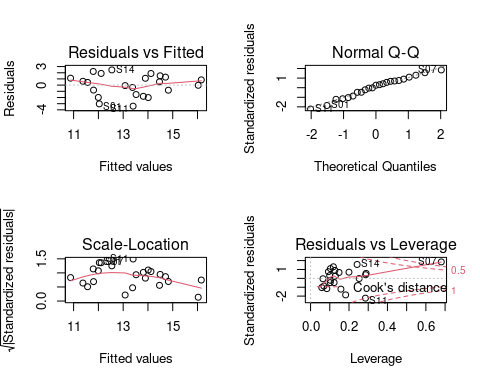 Residuals vs Fitted
Residuals
-4
3
S14
S01
S11
11 13 15
Fitted values
Normal Q-Q
Standardized residuals
-2
1
S07
S01
-2 -1 0 1 2
Theoretical Quantiles
Scale-Location
√|Standardized residuals|
0.0
1.5
S11
11 13 15
Fitted values
Residuals vs Leverage
Standardized residuals
-2
1
S14
S07
S11
Cook's distance
0.5
1
0.0 0.2 0.4 0.6
Leverage